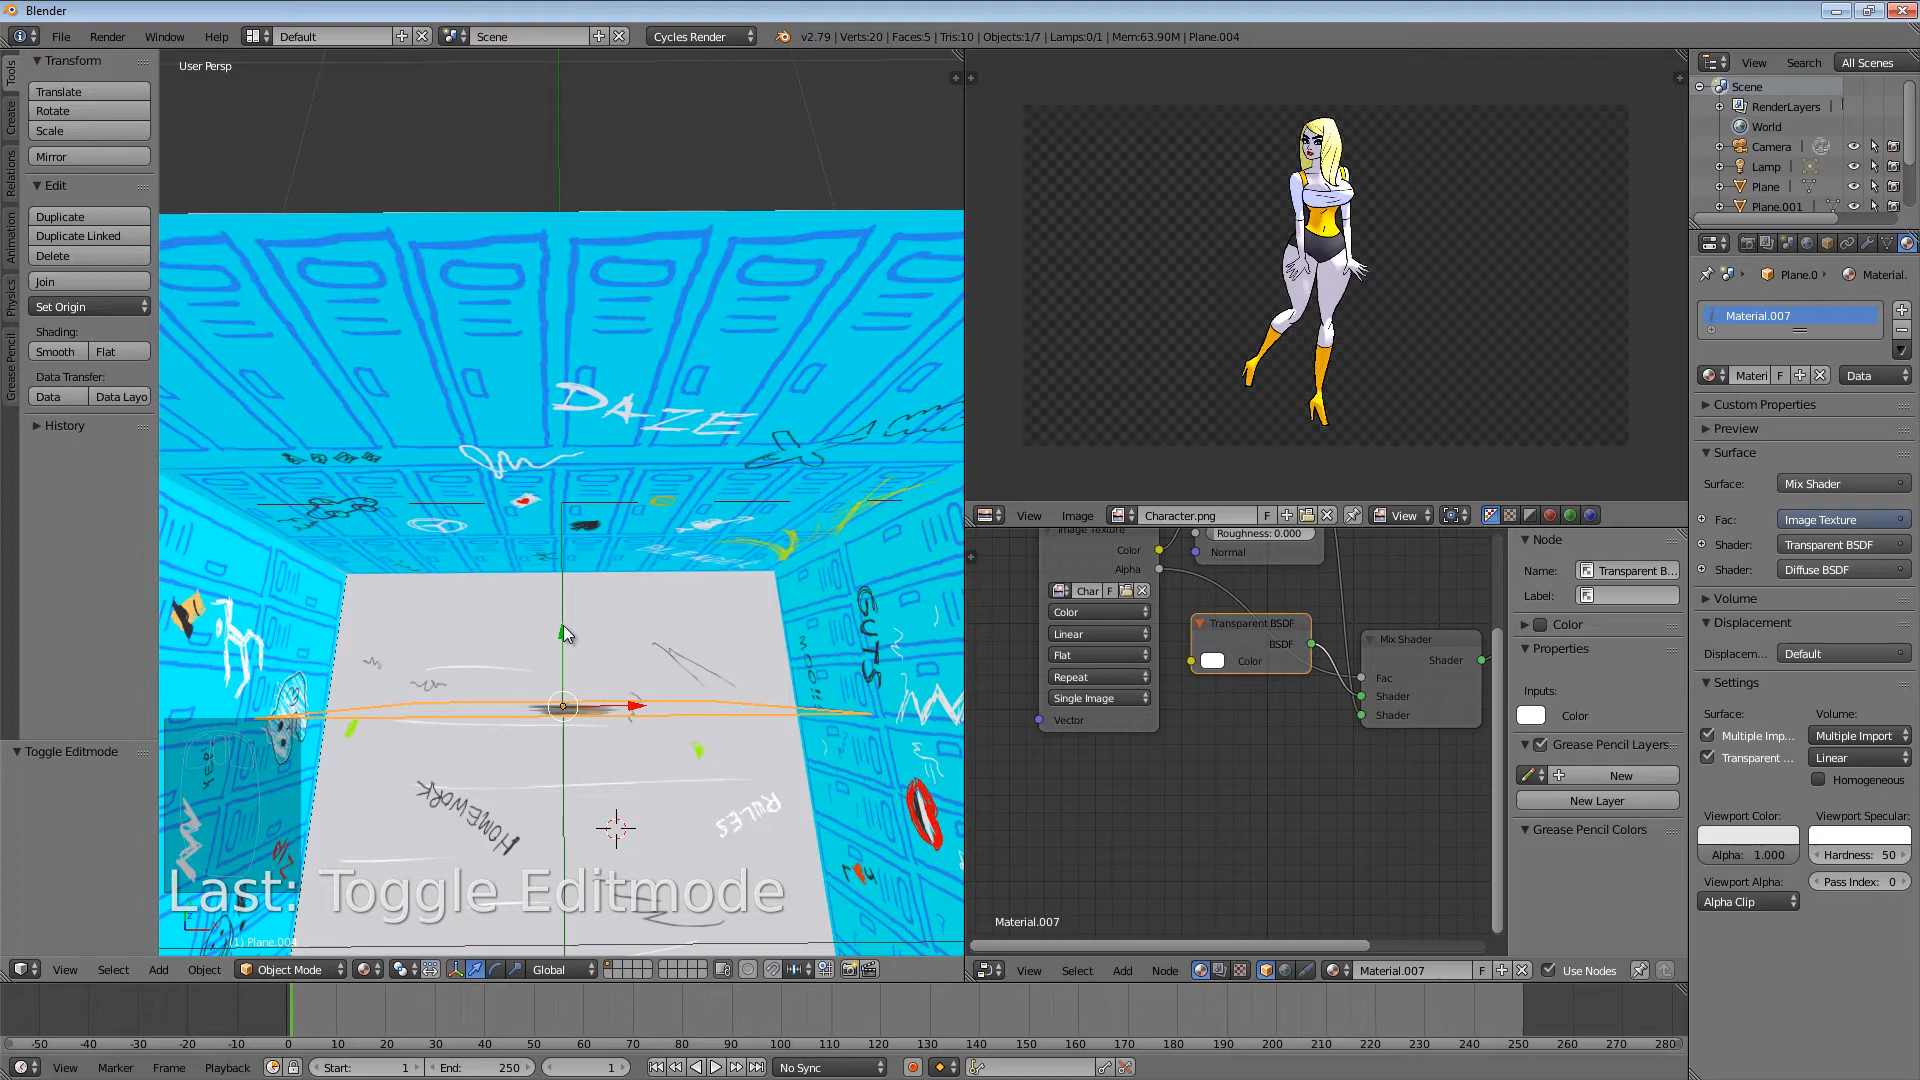 Blender
File Render Window Help Default Scene Cycles Render v2.79 | Verts:20 | Faces:5 | Tris:10 | Objects:1/7 | Lamps:0/1 | Mem:63.90M | Plane.004
Tools
Create
Relations
Animation
Physics
Grease Pencil
Transform
Translate
Rotate
Scale
Mirror
Edit
Duplicate
Duplicate Linked
Delete
Join
Set Origin
Shading:
Smooth Flat
Data Transfer:
Data Data Layo
History
Toggle Editmode
User Persp
DAZE
GUTS
HOMEWORK
RULES
Last: Toggle Editmode
(1) Plane.004
View Select Add Object Object Mode Global
View Image Character.png F View
Image Texture
Color
Alpha
Char F
Color
Linear
Flat
Repeat
Single Image
Vector
Roughness: 0.000
Normal
Transparent BSDF
BSDF
Color
Mix Shader
Shader
Fac
Shader
Shader
Material.007
Node
Name: Transparent B...
Label:
Color
Properties
Inputs:
Color
Grease Pencil Layers
New
New Layer
Grease Pencil Colors
View Select Add Node Material.007 F Use Nodes
View Search All Scenes
Scene
RenderLayers
World
Camera
Lamp
Plane
Plane.001
Plane.0 Material.
Material.007
Materi F Data
Custom Properties
Preview
Surface
Surface: Mix Shader
Fac: Image Texture
Shader: Transparent BSDF
Shader: Diffuse BSDF
Volume
Displacement
Displacem... Default
Settings
Surface: Volume:
Multiple Imp... Multiple Import
Transparent ... Linear
Homogeneous
Viewport Color: Viewport Specular:
Alpha: 1.000 Hardness: 50
Viewport Alpha: Pass Index: 0
Alpha Clip
-50 -40 -30 -20 -10 0 10 20 30 40 50 60 70 80 90 100 110 120 130 140 150 160 170 180 190 200 210 220 230 240 250 260 270 280
View Marker Frame Playback Start: 1 End: 250 1 No Sync